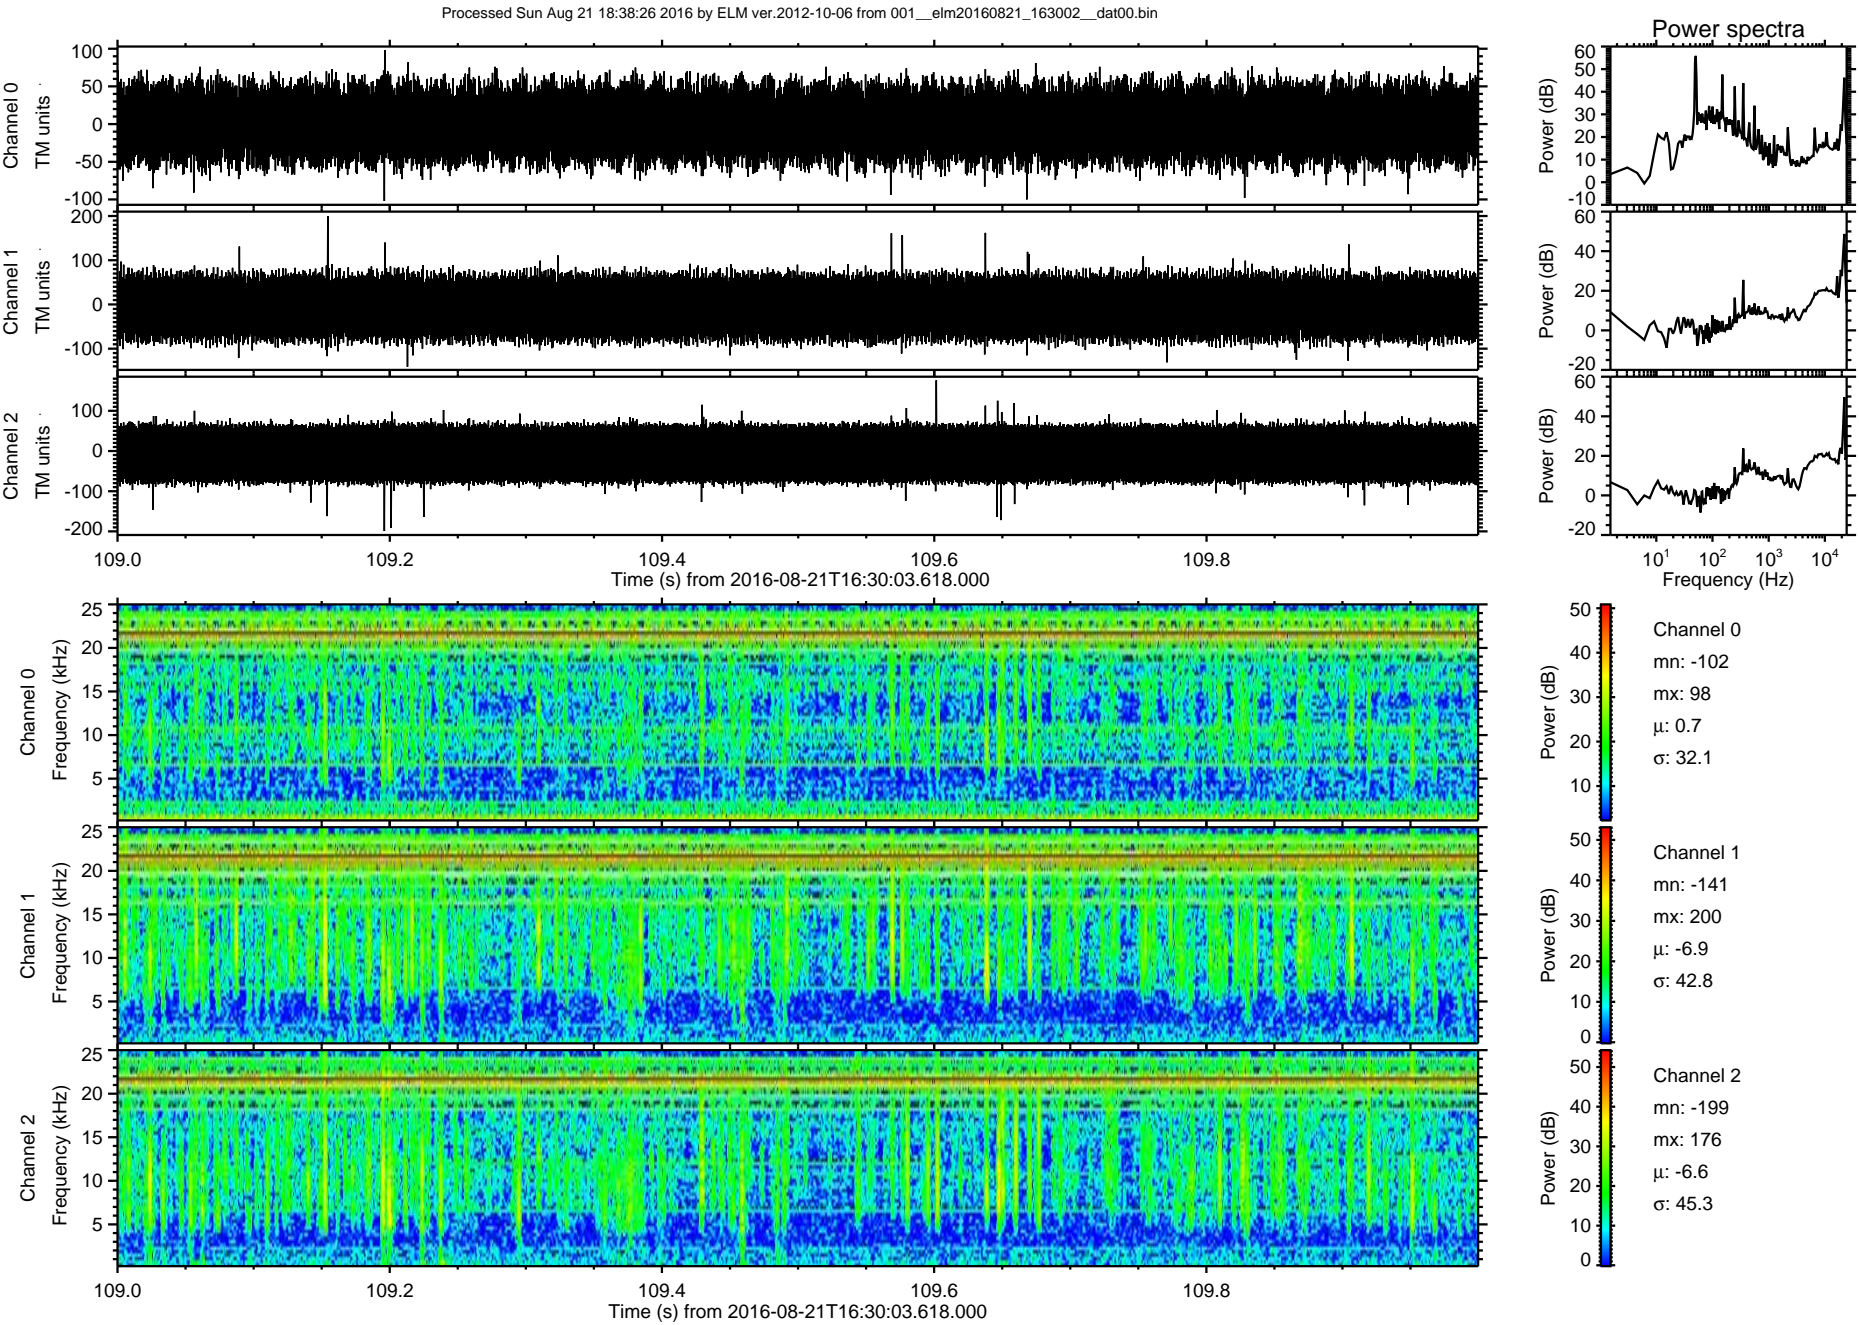 Processed Sun Aug 21 18:38:26 2016 by ELM ver.2012-10-06 from 001__elm20160821_163002__dat00.bin
Power spectra
Channel 0
TM units
100
50
0
-50
-100
Power (dB)
60
50
40
30
20
10
0
-10
Channel 1
TM units
200
100
0
-100
Power (dB)
60
40
20
0
-20
Channel 2
TM units
100
0
-100
-200
Power (dB)
60
40
20
0
-20
109.0 109.2 109.4 109.6 109.8
Time (s) from 2016-08-21T16:30:03.618.000
10^1 10^2 10^3 10^4
Frequency (Hz)
Channel 0
Frequency (kHz)
25
20
15
10
5
Power (dB)
50
40
30
20
10
Channel 0
mn: -102
mx: 98
μ: 0.7
σ: 32.1
Channel 1
Frequency (kHz)
25
20
15
10
5
Power (dB)
50
40
30
20
10
0
Channel 1
mn: -141
mx: 200
μ: -6.9
σ: 42.8
Channel 2
Frequency (kHz)
25
20
15
10
5
Power (dB)
50
40
30
20
10
0
Channel 2
mn: -199
mx: 176
μ: -6.6
σ: 45.3
109.0 109.2 109.4 109.6 109.8
Time (s) from 2016-08-21T16:30:03.618.000